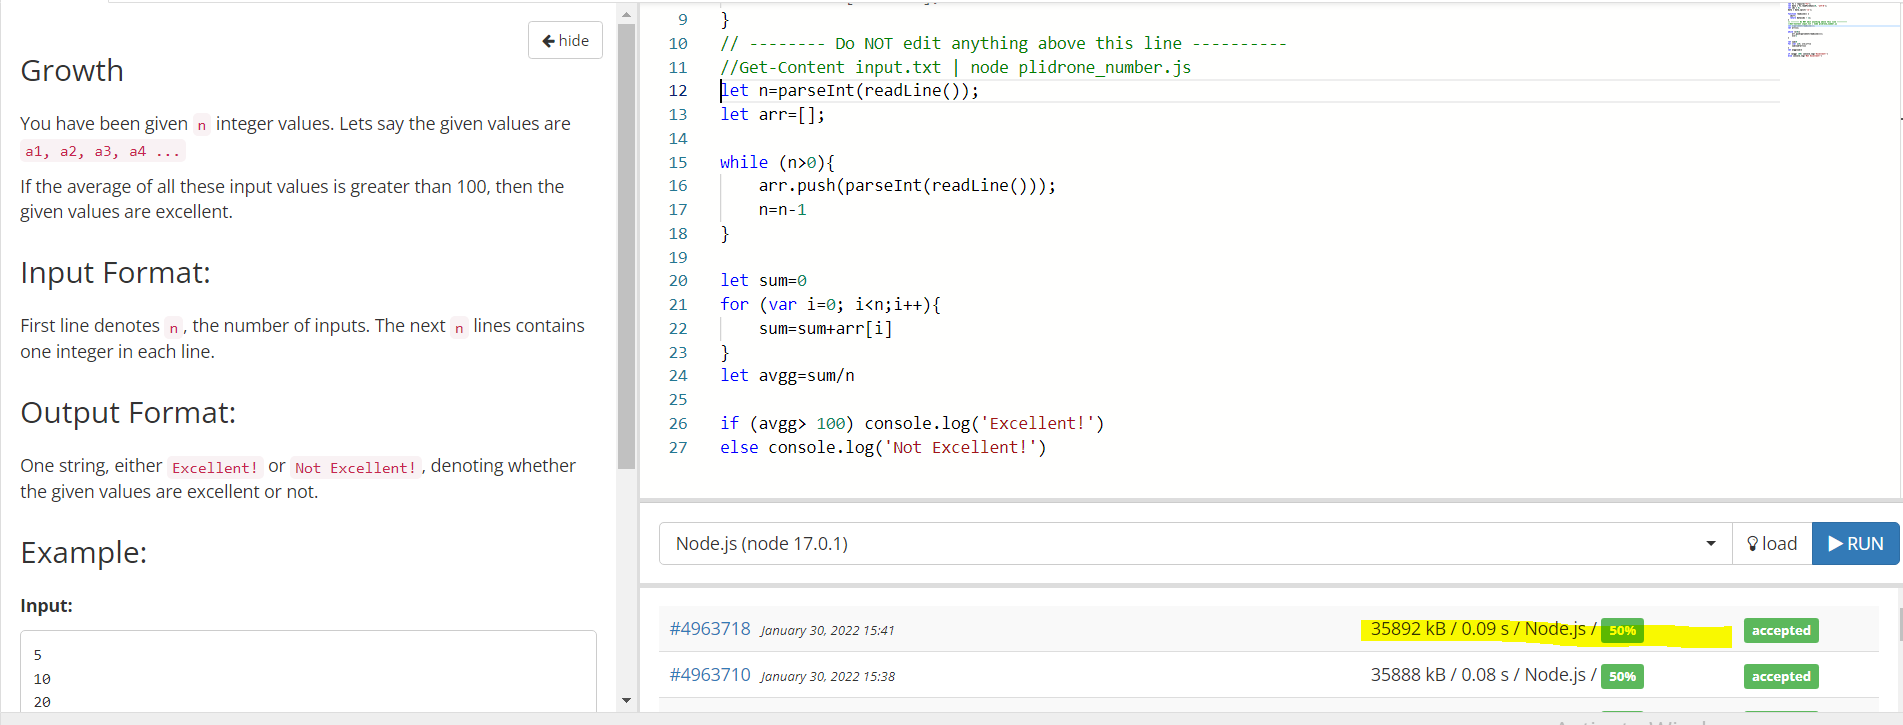 hide
Growth
You have been given n integer values. Lets say the given values are
a1, a2, a3, a4 ...
If the average of all these input values is greater than 100, then the
given values are excellent.
Input Format:
First line denotes n, the number of inputs. The next n lines contains
one integer in each line.
Output Format:
One string, either Excellent! or Not Excellent!, denoting whether
the given values are excellent or not.
Example:
Input:
5
10
20
9 }
10 // -------- Do NOT edit anything above this line ----------
11 //Get-Content input.txt | node plidrone_number.js
12 let n=parseInt(readLine());
13 let arr=[];
14
15 while (n>0){
16 arr.push(parseInt(readLine()));
17 n=n-1
18 }
19
20 let sum=0
21 for (var i=0; i<n;i++){
22 sum=sum+arr[i]
23 }
24 let avgg=sum/n
25
26 if (avgg> 100) console.log('Excellent!')
27 else console.log('Not Excellent!')
Node.js (node 17.0.1) load RUN
#4963718 January 30, 2022 15:41 35892 kB / 0.09 s / Node.js / 50% accepted
#4963710 January 30, 2022 15:38 35888 kB / 0.08 s / Node.js / 50% accepted